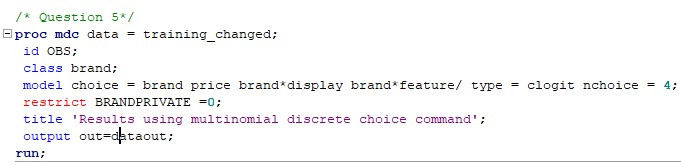 /* Question 5*/
proc mdc data = training_changed;
id OBS;
class brand;
model choice = brand price brand*display brand*feature/ type = clogit nchoice = 4;
restrict BRANDPRIVATE =0;
title 'Results using multinomial discrete choice command';
output out=dataout;
run;